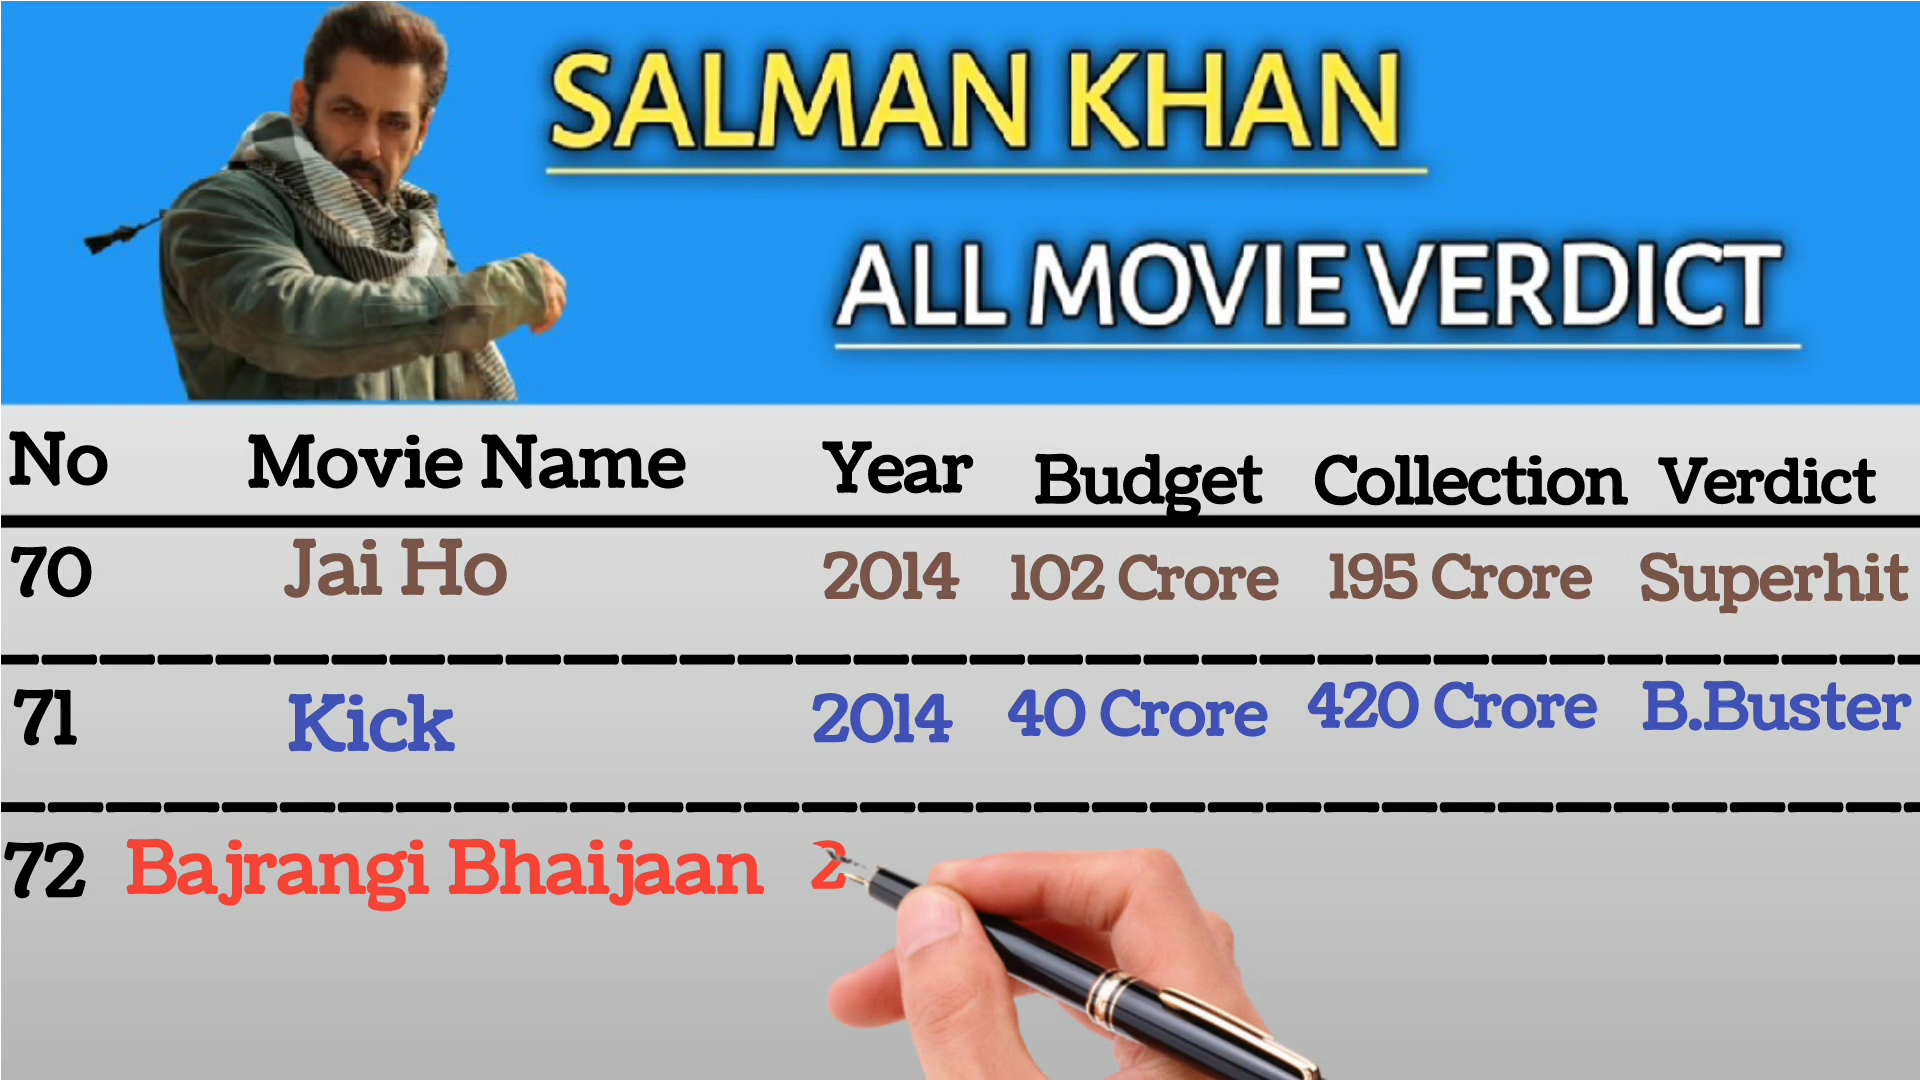 SALMAN KHAN
ALL MOVIE VERDICT
No Movie Name Year Budget Collection Verdict
70 Jai Ho 2014 102 Crore 195 Crore Superhit
71 Kick 2014 40 Crore 420 Crore B.Buster
72 Bajrangi Bhaijaan 2